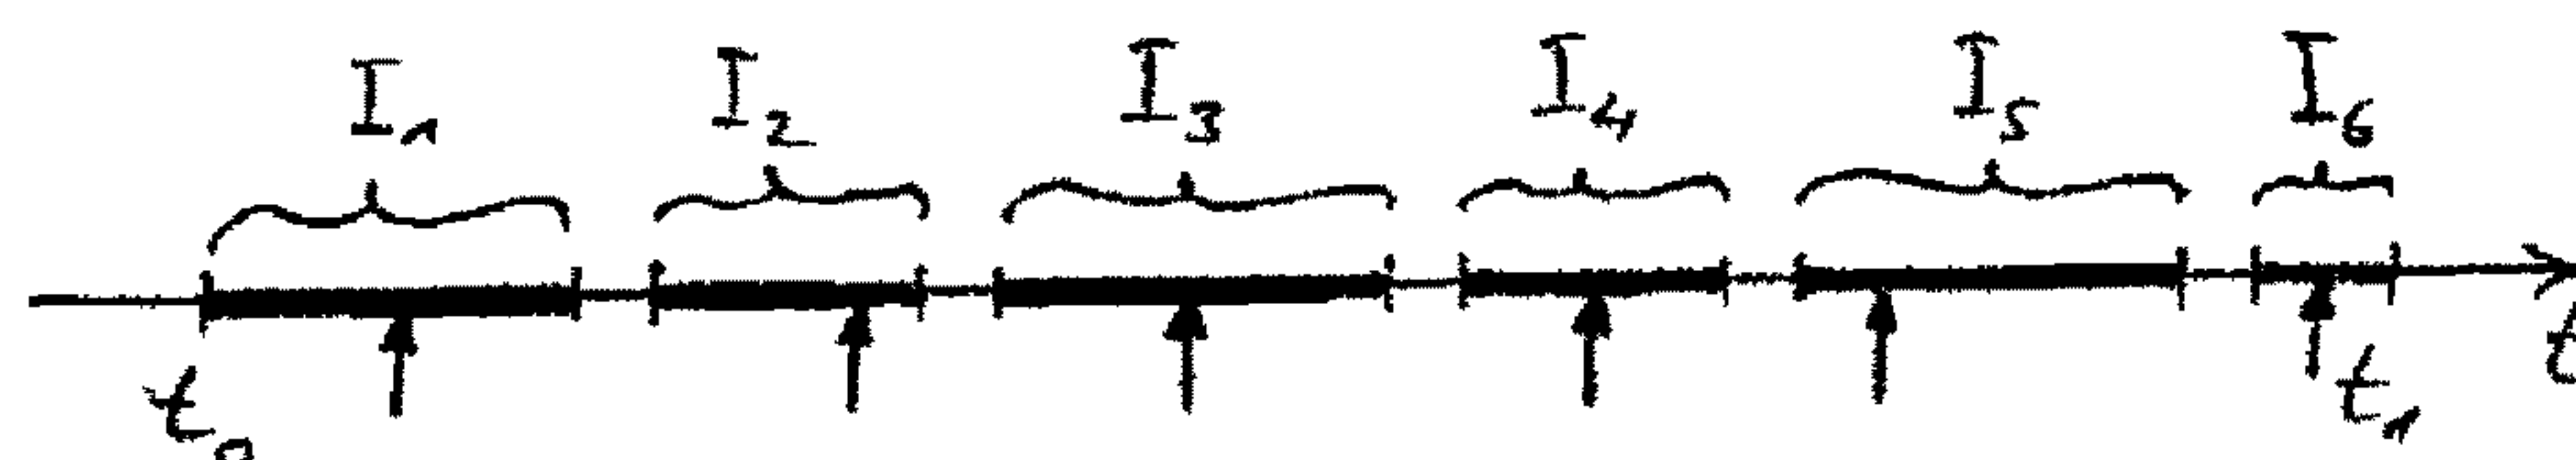 I₁ I₂ I₃ I₄ I₅ I₆
t₀ t₁ t